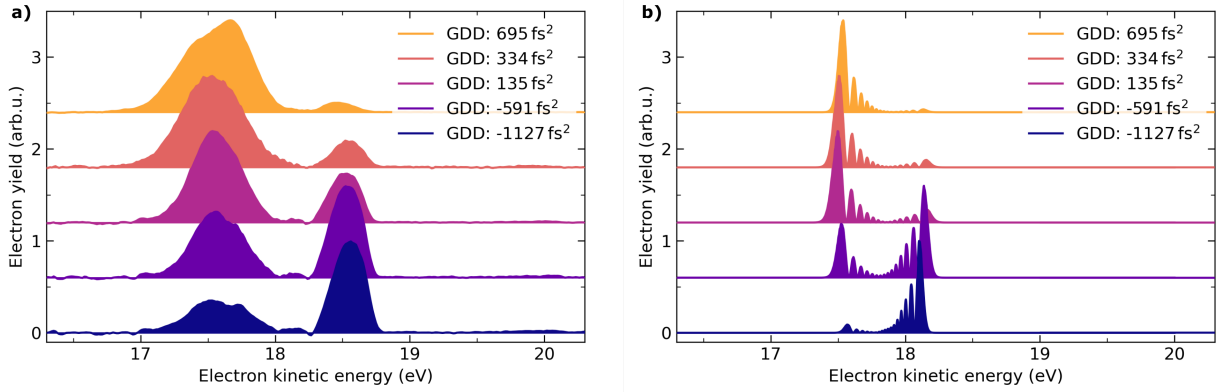 a)
GDD: 695 fs²
GDD: 334 fs²
GDD: 135 fs²
GDD: -591 fs²
GDD: -1127 fs²
Electron yield (arb.u.)
3
2
1
0
17 18 19 20
Electron kinetic energy (eV)
b)
GDD: 695 fs²
GDD: 334 fs²
GDD: 135 fs²
GDD: -591 fs²
GDD: -1127 fs²
Electron yield (arb.u.)
3
2
1
0
17 18 19 20
Electron kinetic energy (eV)